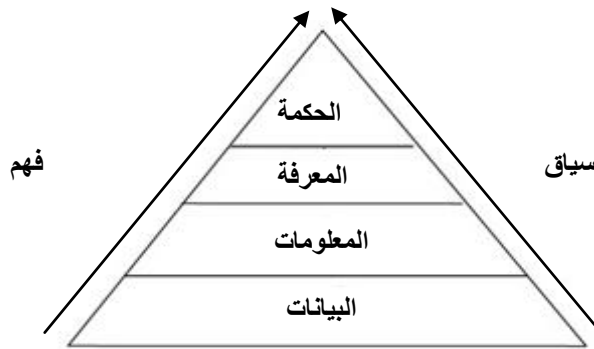 الحكمة
المعرفة
سياق
فهم
المعلومات
البيانات